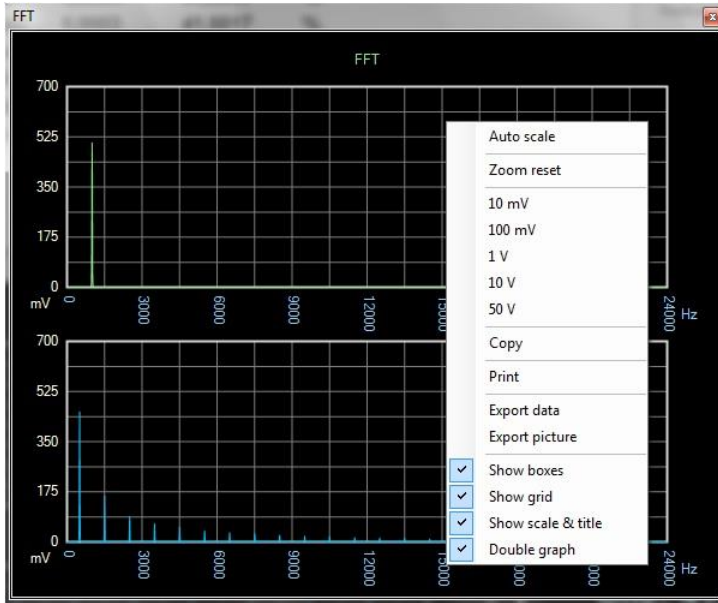 FFT
FFT
700
525
350
175
0
mV
0
3000
6000
9000
12000
24000
Hz
700
525
350
175
0
mV
0
3000
6000
9000
12000
24000
Hz
Auto scale
Zoom reset
10 mV
100 mV
1 V
10 V
50 V
Copy
Print
Export data
Export picture
Show boxes
Show grid
Show scale & title
Double graph